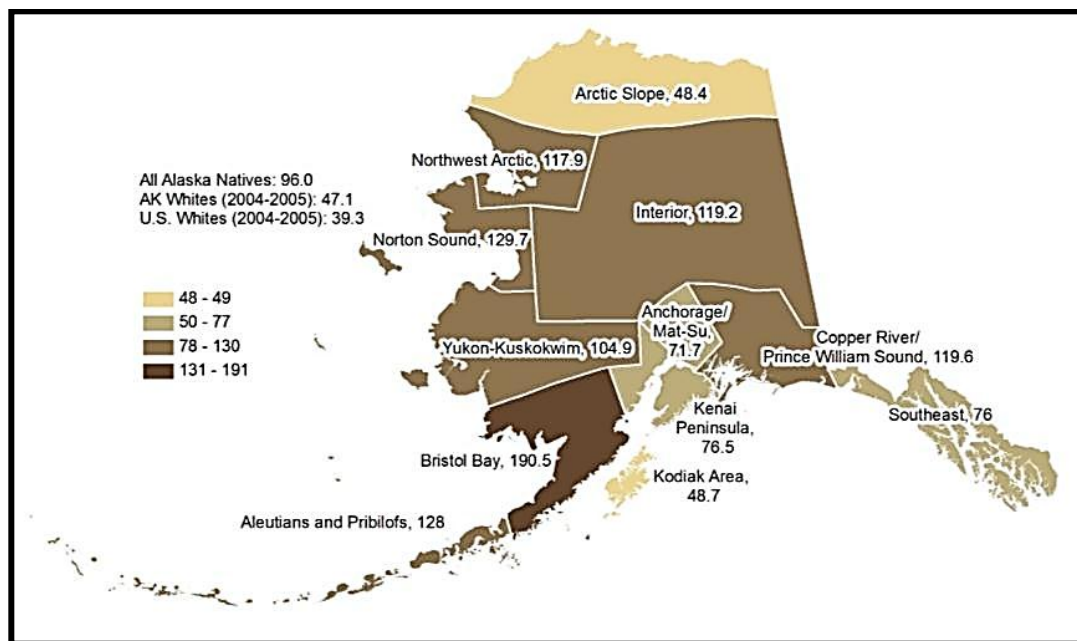 Arctic Slope, 48.4
Northwest Arctic, 117.9
All Alaska Natives: 96.0
AK Whites (2004-2005): 47.1
U.S. Whites (2004-2005): 39.3
Interior, 119.2
Norton Sound, 129.7
48 - 49
50 - 77
78 - 130
131 - 191
Anchorage/
Mat-Su,
71.7
Yukon-Kuskokwim, 104.9
Copper River/
Prince William Sound, 119.6
Kenai
Peninsula,
76.5
Southeast, 76
Bristol Bay, 190.5
Kodiak Area,
48.7
Aleutians and Pribilofs, 128